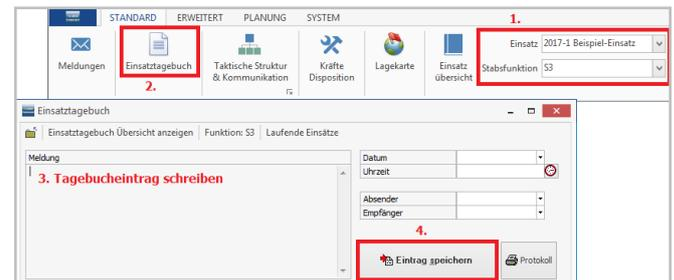 STANDARD ERWEITERT PLANUNG SYSTEM
1.
Einsatz 2017-1 Beispiel-Einsatz
Stabsfunktion S3
Meldungen Einsatztagebuch Taktische Struktur & Kommunikation Kräfte Disposition Lagekarte Einsatz übersicht
2.
Einsatztagebuch
Einsatztagebuch Übersicht anzeigen Funktion: S3 Laufende Einsätze
Meldung
3. Tagebucheintrag schreiben
Datum
Uhrzeit
Absender
Empfänger
4.
Eintrag speichern Protokoll